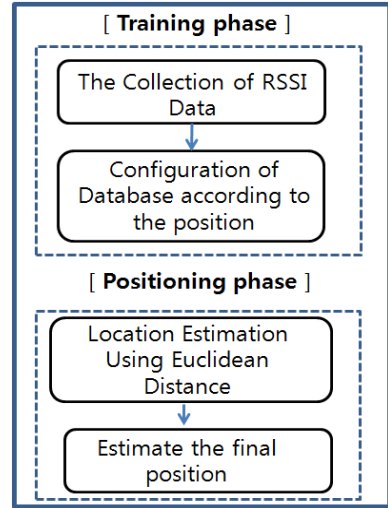 [ Training phase ]
The Collection of RSSI
Data
Configuration of
Database according to
the position
[ Positioning phase ]
Location Estimation
Using Euclidean
Distance
Estimate the final
position